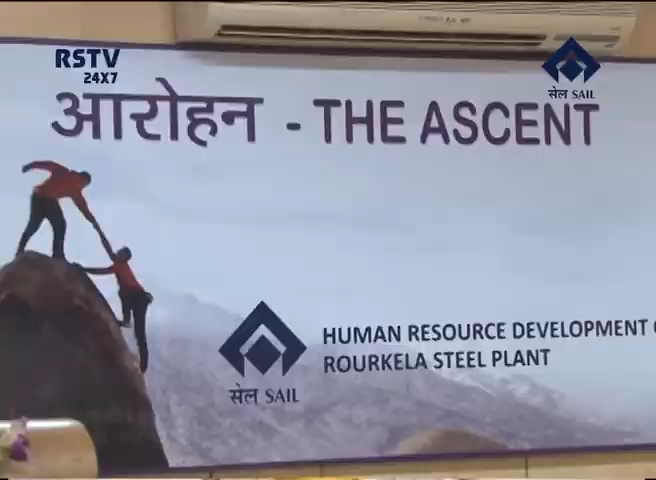 RSTV
24X7
सेल SAIL
आरोहन - THE ASCENT
HUMAN RESOURCE DEVELOPMENT
ROURKELA STEEL PLANT
सेल SAIL